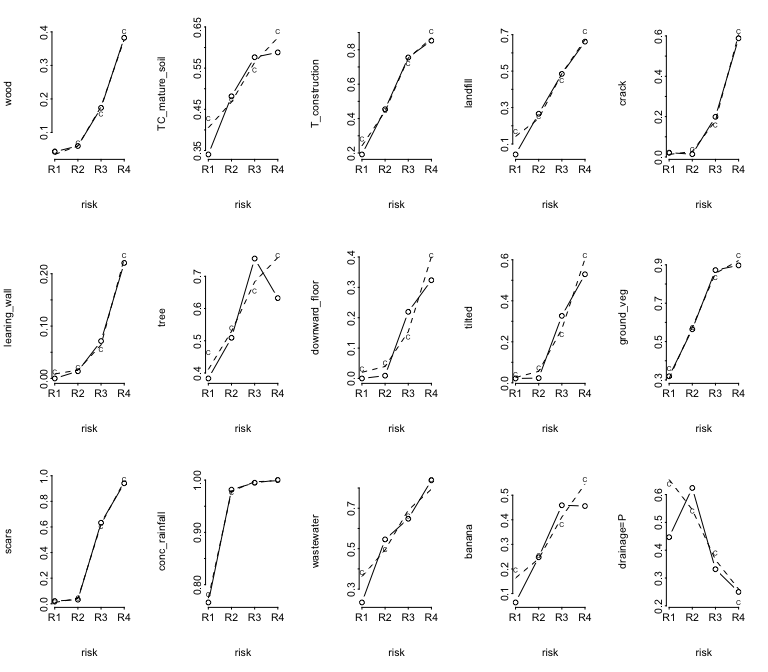 wood
0.1 0.2 0.3 0.4
C C C
R1 R2 R3 R4
risk
TC_mature_soil
0.35 0.45 0.55 0.65
C C C
R1 R2 R3 R4
risk
T_construction
0.2 0.4 0.6 0.8
C C C
R1 R2 R3 R4
risk
landfill
0.1 0.3 0.5 0.7
C C C
R1 R2 R3 R4
risk
crack
0.0 0.2 0.4 0.6
C C C
R1 R2 R3 R4
risk
leaning_wall
0.00 0.10 0.20
C C C C
R1 R2 R3 R4
risk
tree
0.4 0.5 0.6 0.7
C C C C
R1 R2 R3 R4
risk
downward_floor
0.0 0.1 0.2 0.3 0.4
C C C C
R1 R2 R3 R4
risk
tilted
0.0 0.2 0.4 0.6
C C C C
R1 R2 R3 R4
risk
ground_veg
0.3 0.5 0.7 0.9
C C C
R1 R2 R3 R4
risk
scars
0.0 0.2 0.4 0.6 0.8 1.0
C C
R1 R2 R3 R4
risk
conc_rainfall
0.80 0.90 1.00
C C
R1 R2 R3 R4
risk
wastewater
0.3 0.5 0.7
C C C
R1 R2 R3 R4
risk
banana
0.1 0.2 0.3 0.4 0.5
C C C C
R1 R2 R3 R4
risk
drainage=P
0.2 0.3 0.4 0.5 0.6
C C C C
R1 R2 R3 R4
risk